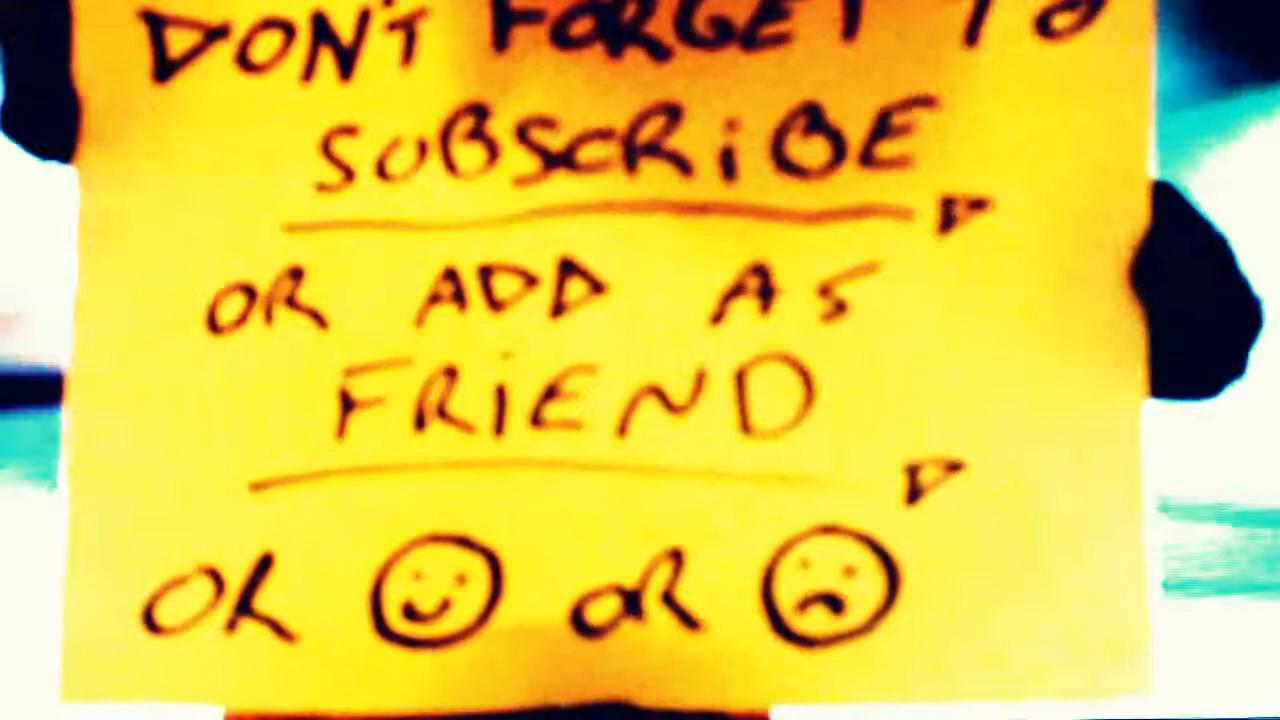 DON'T FORGET TO
SUBSCRiBE
OR ADD AS
FRiEND
OR OR